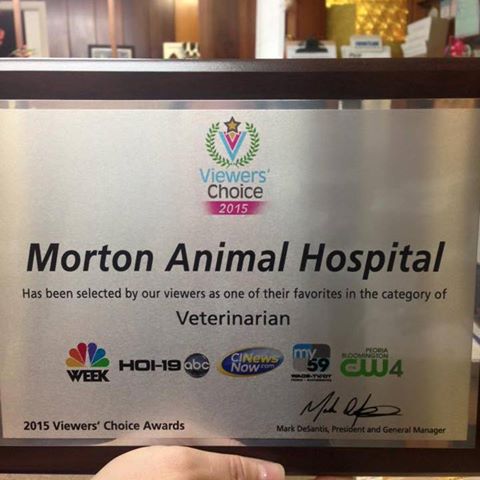 Viewers'
Choice
2015
Morton Animal Hospital
Has been selected by our viewers as one of their favorites in the category of
Veterinarian
WEEK
HOI-19 abc
CINews
Now.com
my
59
PEORIA
BLOOMINGTON
CW4
2015 Viewers' Choice Awards
Mark DeSantis, President and General Manager